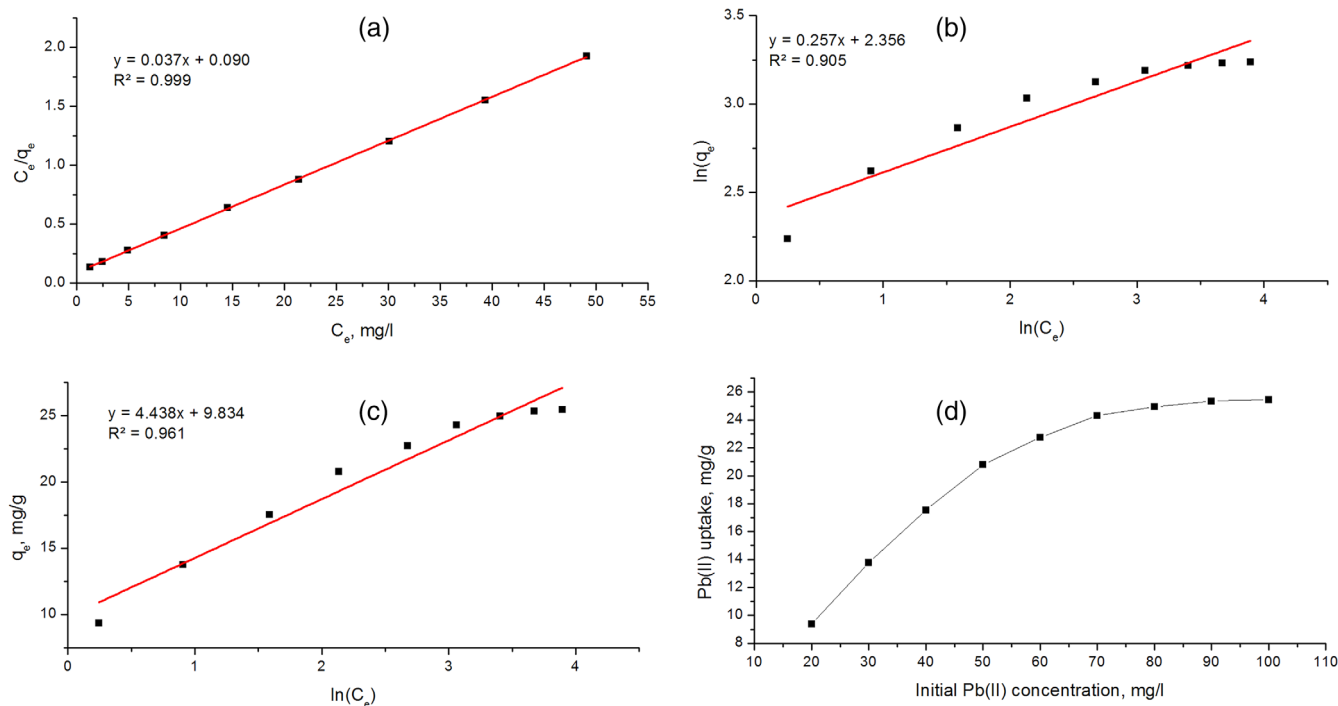 (a)
y = 0.037x + 0.090
R² = 0.999
2.0
1.5
1.0
0.5
0.0
Cₑ/qₑ
0 5 10 15 20 25 30 35 40 45 50 55
Cₑ, mg/l
(b)
y = 0.257x + 2.356
R² = 0.905
3.5
3.0
2.5
2.0
ln(qₑ)
0 1 2 3 4
ln(Cₑ)
(c)
y = 4.438x + 9.834
R² = 0.961
25
20
15
10
qₑ, mg/g
0 1 2 3 4
ln(Cₑ)
(d)
26
24
22
20
18
16
14
12
10
8
Pb(II) uptake, mg/g
10 20 30 40 50 60 70 80 90 100 110
Initial Pb(II) concentration, mg/l